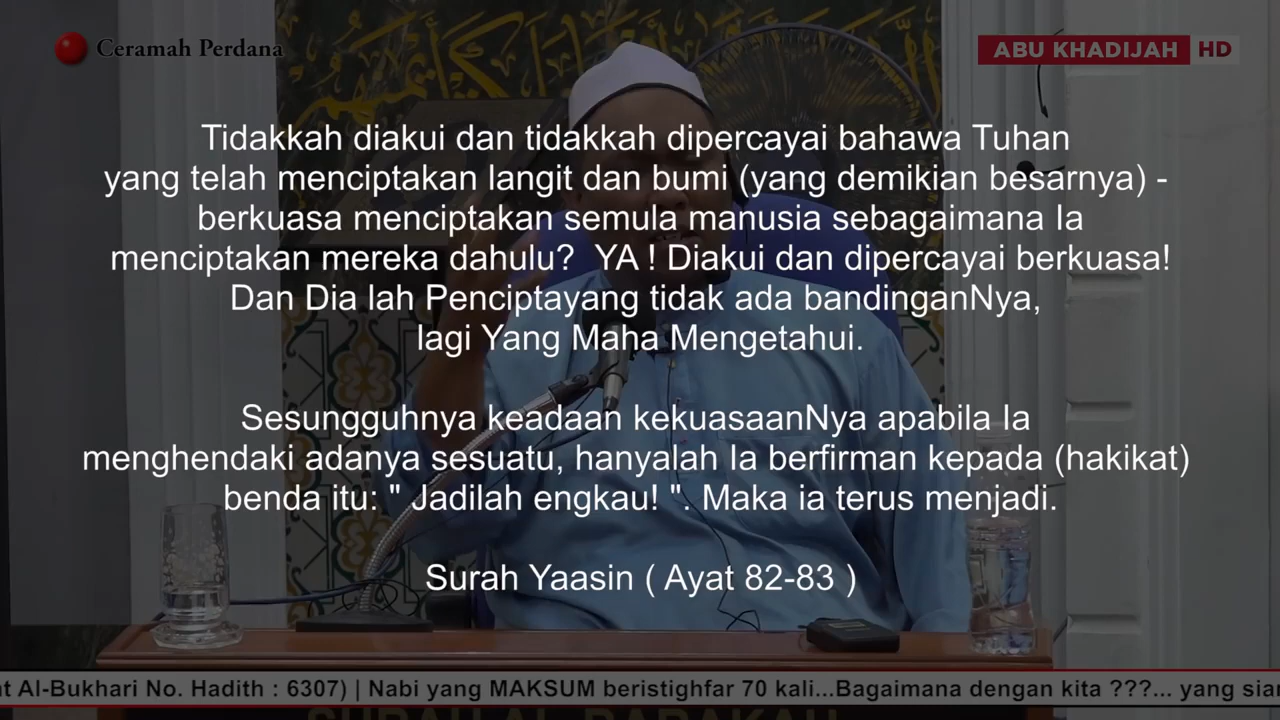 Ceramah Perdana
ABU KHADIJAH HD
Tidakkah diakui dan tidakkah dipercayai bahawa Tuhan
yang telah menciptakan langit dan bumi (yang demikian besarnya) -
berkuasa menciptakan semula manusia sebagaimana Ia
menciptakan mereka dahulu? YA ! Diakui dan dipercayai berkuasa!
Dan Dia lah Penciptayang tidak ada bandinganNya,
lagi Yang Maha Mengetahui.
Sesungguhnya keadaan kekuasaanNya apabila Ia
menghendaki adanya sesuatu, hanyalah Ia berfirman kepada (hakikat)
benda itu: " Jadilah engkau! ". Maka ia terus menjadi.
Surah Yaasin ( Ayat 82-83 )
Al-Bukhari No. Hadith : 6307) | Nabi yang MAKSUM beristighfar 70 kali...Bagaimana dengan kita ???... yang